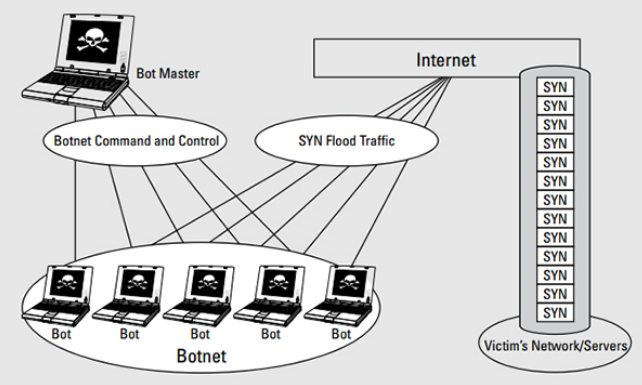 Bot Master
Internet
Botnet Command and Control
SYN Flood Traffic
SYN
SYN
SYN
SYN
SYN
SYN
SYN
SYN
SYN
SYN
SYN
SYN
SYN
Bot
Bot
Bot
Bot
Bot
Botnet
Victim's Network/Servers